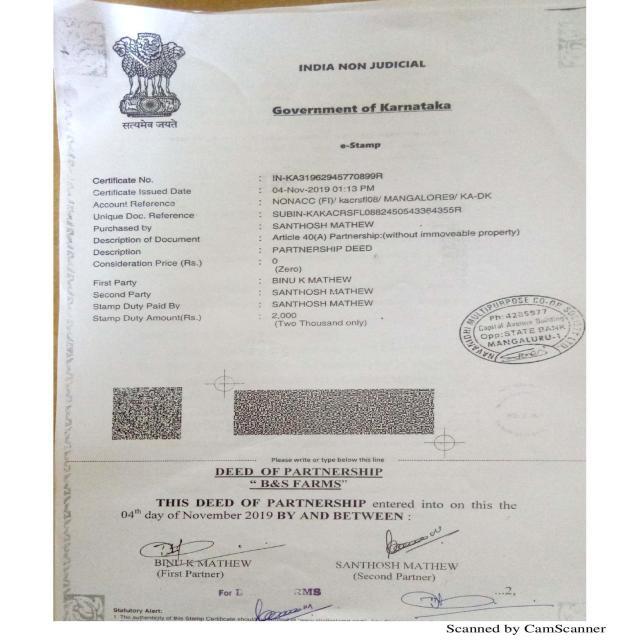 सत्यमेव जयते
INDIA NON JUDICIAL
Government of Karnataka
e-Stamp
Certificate No. : IN-KA31962945770899R
Certificate Issued Date : 04-Nov-2019 01:13 PM
Account Reference : NONACC (FI)/ kacrsfl08/ MANGALORE9/ KA-DK
Unique Doc. Reference : SUBIN-KAKACRSFL0882450543364355R
Purchased by : SANTHOSH MATHEW
Description of Document : Article 40(A) Partnership:(without immoveable property)
Description : PARTNERSHIP DEED
Consideration Price (Rs.) : 0
(Zero)
First Party : BINU K MATHEW
Second Party : SANTHOSH MATHEW
Stamp Duty Paid By : SANTHOSH MATHEW
Stamp Duty Amount(Rs.) : 2,000
(Two Thousand only)
NAVANIDHI MULTIPURPOSE CO-OP
Ph: 4285977
Capital Avenue Building
Opp:STATE BANK
MANGALURU-1
Please write or type below this line
DEED OF PARTNERSHIP
“ B&S FARMS”
THIS DEED OF PARTNERSHIP entered into on this the
04th day of November 2019 BY AND BETWEEN :
BINU K MATHEW
(First Partner)
SANTHOSH MATHEW
(Second Partner)
For RMS
...2,
Statutory Alert:
1. The authenticity of this Stamp Certificate
Scanned by CamScanner